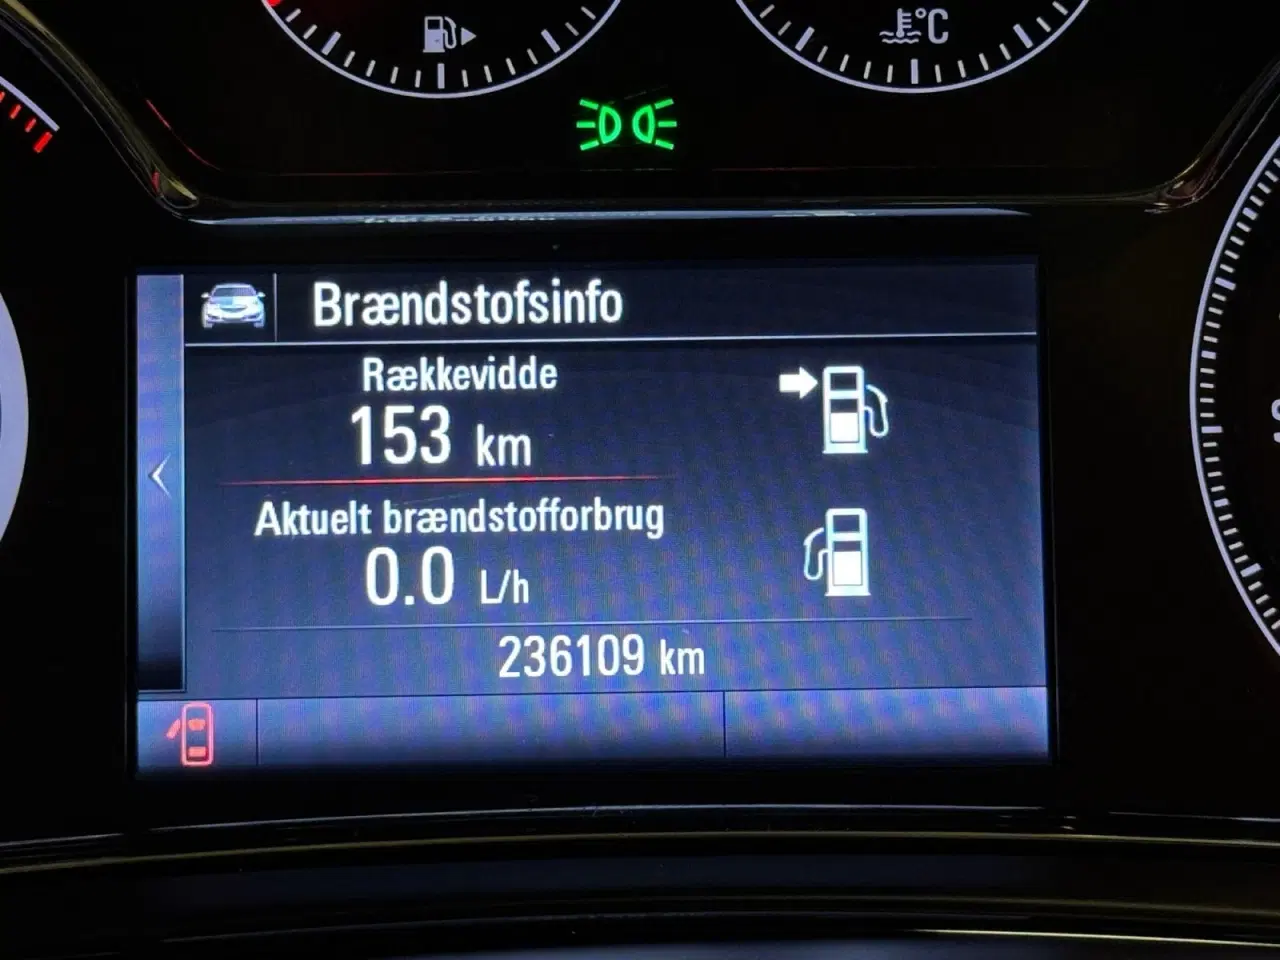 °C
Brændstofsinfo
Rækkevidde
153 km
Aktuelt brændstofforbrug
0.0 L/h
236109 km